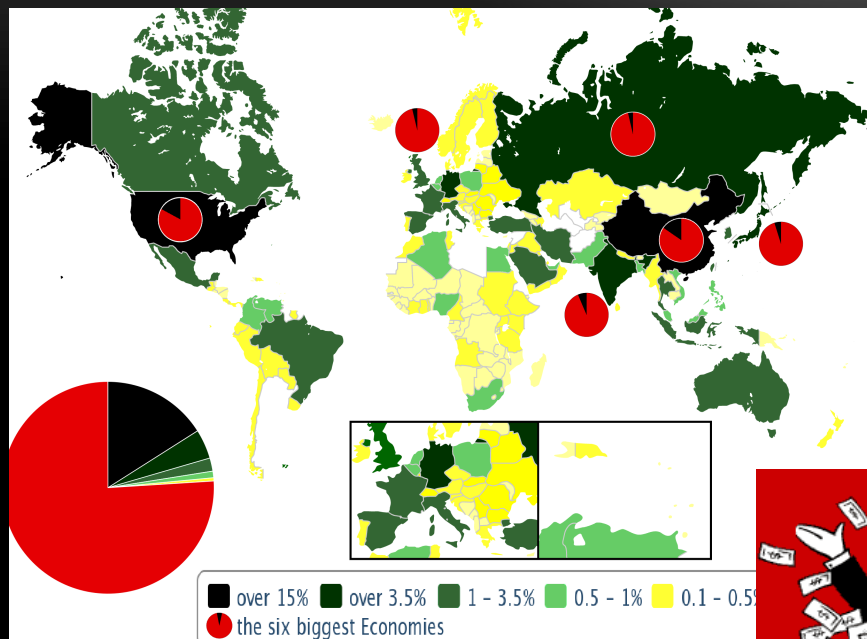 over 15% over 3.5% 1 – 3.5% 0.5 – 1% 0.1 – 0.5%
the six biggest Economies